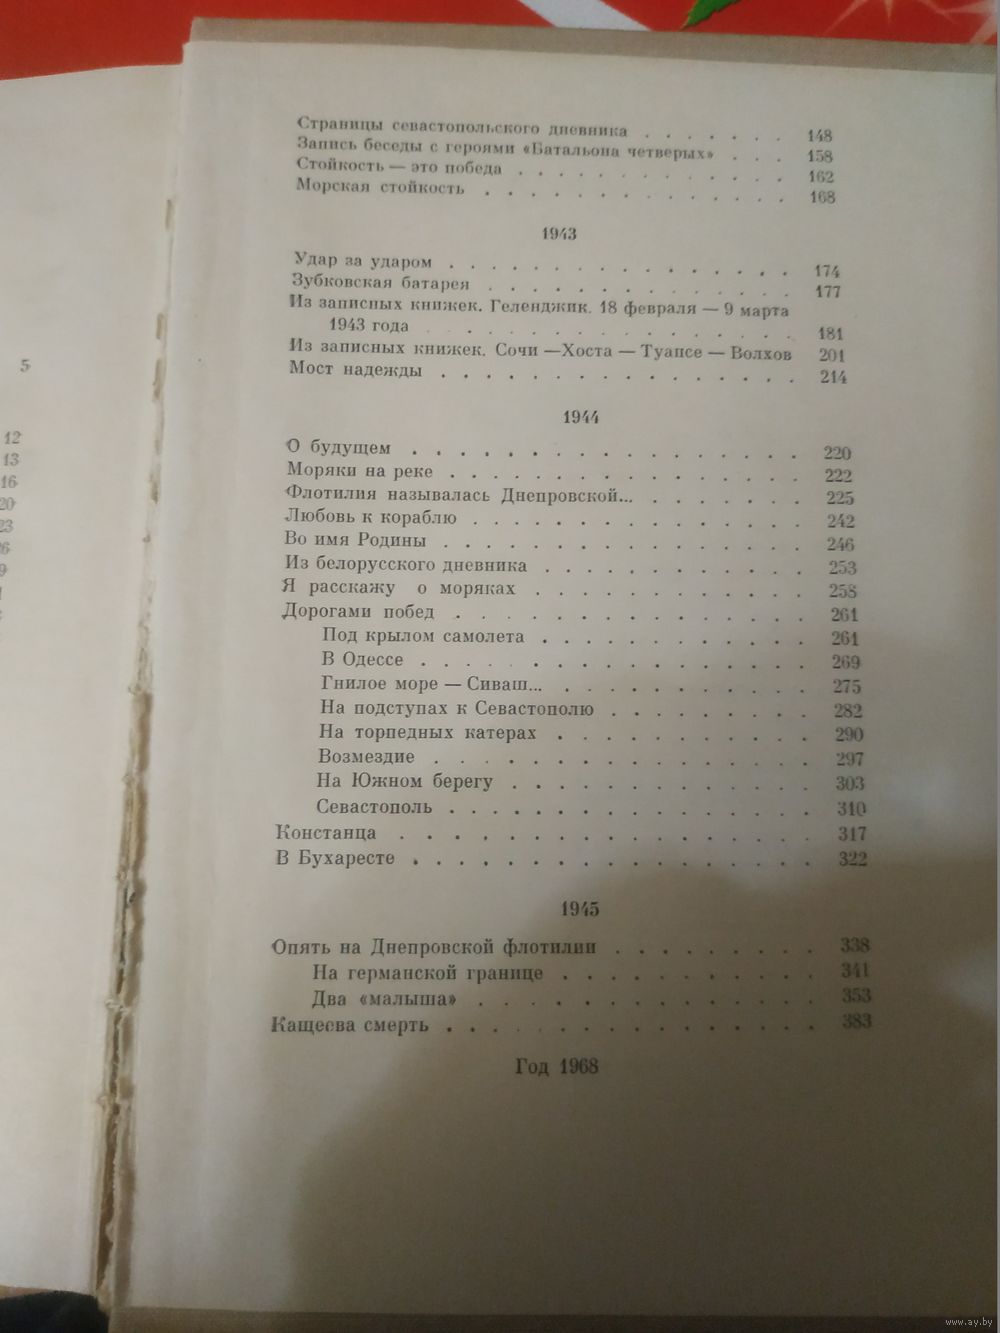 5
12
13
16
20
23
Страницы севастопольского дневника . . . . . . . 148
Запись беседы с героями «Батальона четверых» . . . 158
Стойкость — это победа . . . . . . . . . . . . 162
Морская стойкость . . . . . . . . . . . . . 168
1943
Удар за ударом . . . . . . . . . . . . . . 174
Зубковская батарея . . . . . . . . . . . . . 177
Из записных книжек. Геленджик. 18 февраля — 9 марта
1943 года . . . . . . . . . . . . . . . 181
Из записных книжек. Сочи —Хоста — Туапсе — Волхов 201
Мост надежды . . . . . . . . . . . . . . . 214
1944
О будущем . . . . . . . . . . . . . . . . 220
Моряки на реке . . . . . . . . . . . . . . 222
Флотилия называлась Днепровской... . . . . . . . 225
Любовь к кораблю . . . . . . . . . . . . . 242
Во имя Родины . . . . . . . . . . . . . . 246
Из белорусского дневника . . . . . . . . . . . 253
Я расскажу о моряках . . . . . . . . . . . 258
Дорогами побед . . . . . . . . . . . . . . 261
Под крылом самолета . . . . . . . . . . . 261
В Одессе . . . . . . . . . . . . . . 269
Гнилое море — Сиваш... . . . . . . . . . 275
На подступах к Севастополю . . . . . . . . 282
На торпедных катерах . . . . . . . . . . 290
Возмездие . . . . . . . . . . . . . . 297
На Южном берегу . . . . . . . . . . . 303
Севастополь . . . . . . . . . . . . . 310
Констанца . . . . . . . . . . . . . . . 317
В Бухаресте . . . . . . . . . . . . . . . 322
1945
Опять на Днепровской флотилии . . . . . . . . . 338
На германской границе . . . . . . . . . . 341
Два «малыша» . . . . . . . . . . . . . 353
Кащеева смерть . . . . . . . . . . . . . . 383
Год 1968
www.ay.by